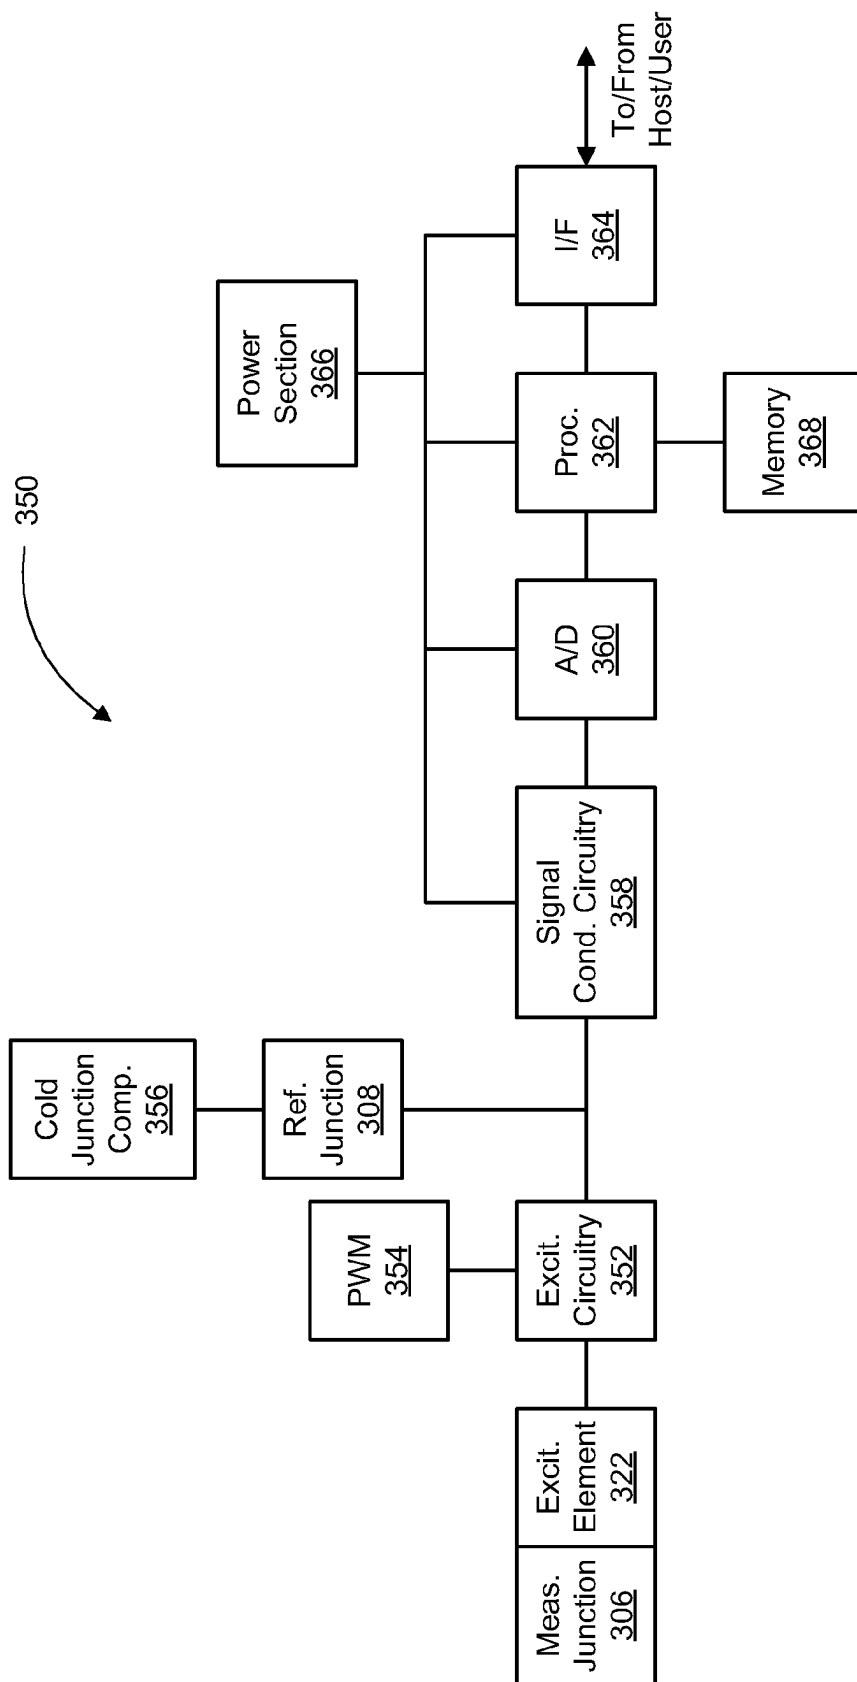 350
Power
Section
366
Cold
Junction
Comp.
356
Ref.
Junction
308
PWM
354
Meas.
Junction
306
Excit.
Element
322
Excit.
Circuitry
352
Signal
Cond. Circuitry
358
A/D
360
Proc.
362
I/F
364
To/From
Host/User
Memory
368